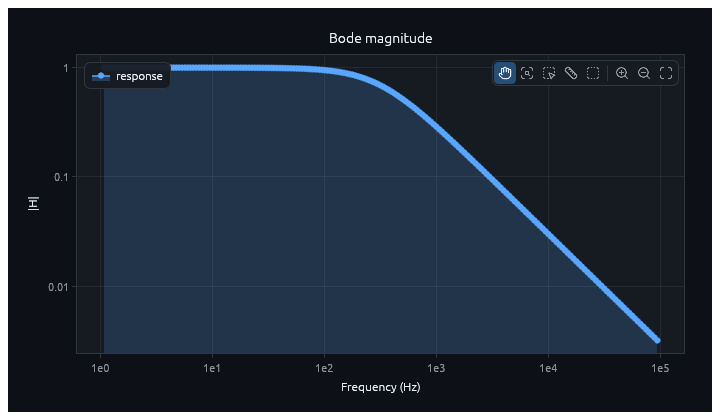 Bode magnitude
response
1
0.1
0.01
|H|
1e0 1e1 1e2 1e3 1e4 1e5
Frequency (Hz)